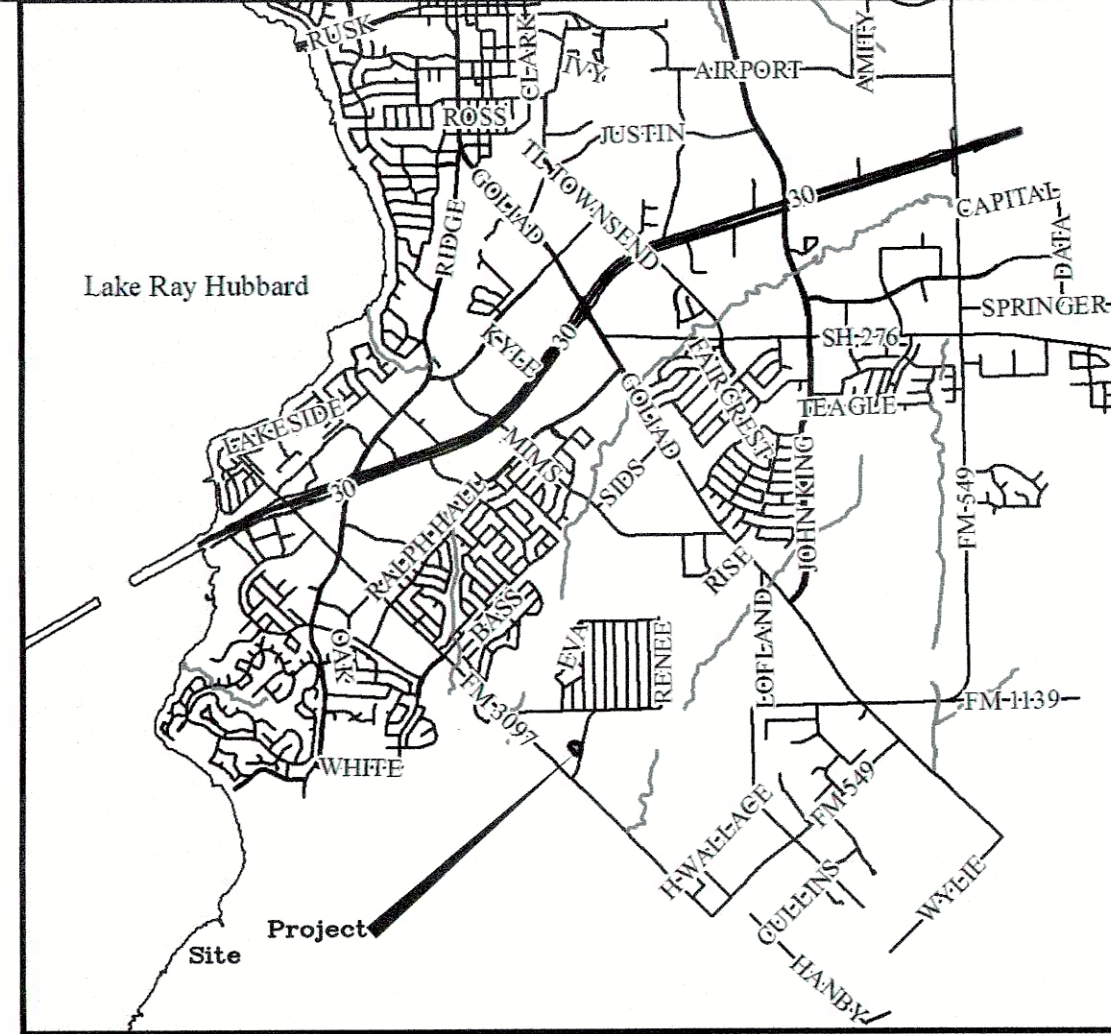 RUSK
CLARK
IVY
AIRPORT
AMITY
ROSS
JUSTIN
TL TOWNSEND
GOLIAD
RIDGE
30
CAPITAL
DATA
Lake Ray Hubbard
SPRINGER
KYLE
30
SH-276
FAIRCREST
GOLIAD
TEAGLE
LAKESIDE
MIMS
SIDS
JOHN KING
30
FM-549
RALPH HALL
RISE
BASS
LOFLAND
OAK
EVA
RENEE
FM-3097
FM-1139
WHITE
FM-549
H-WALLACE
CULLINS
WYLIE
Project
Site
HANBY